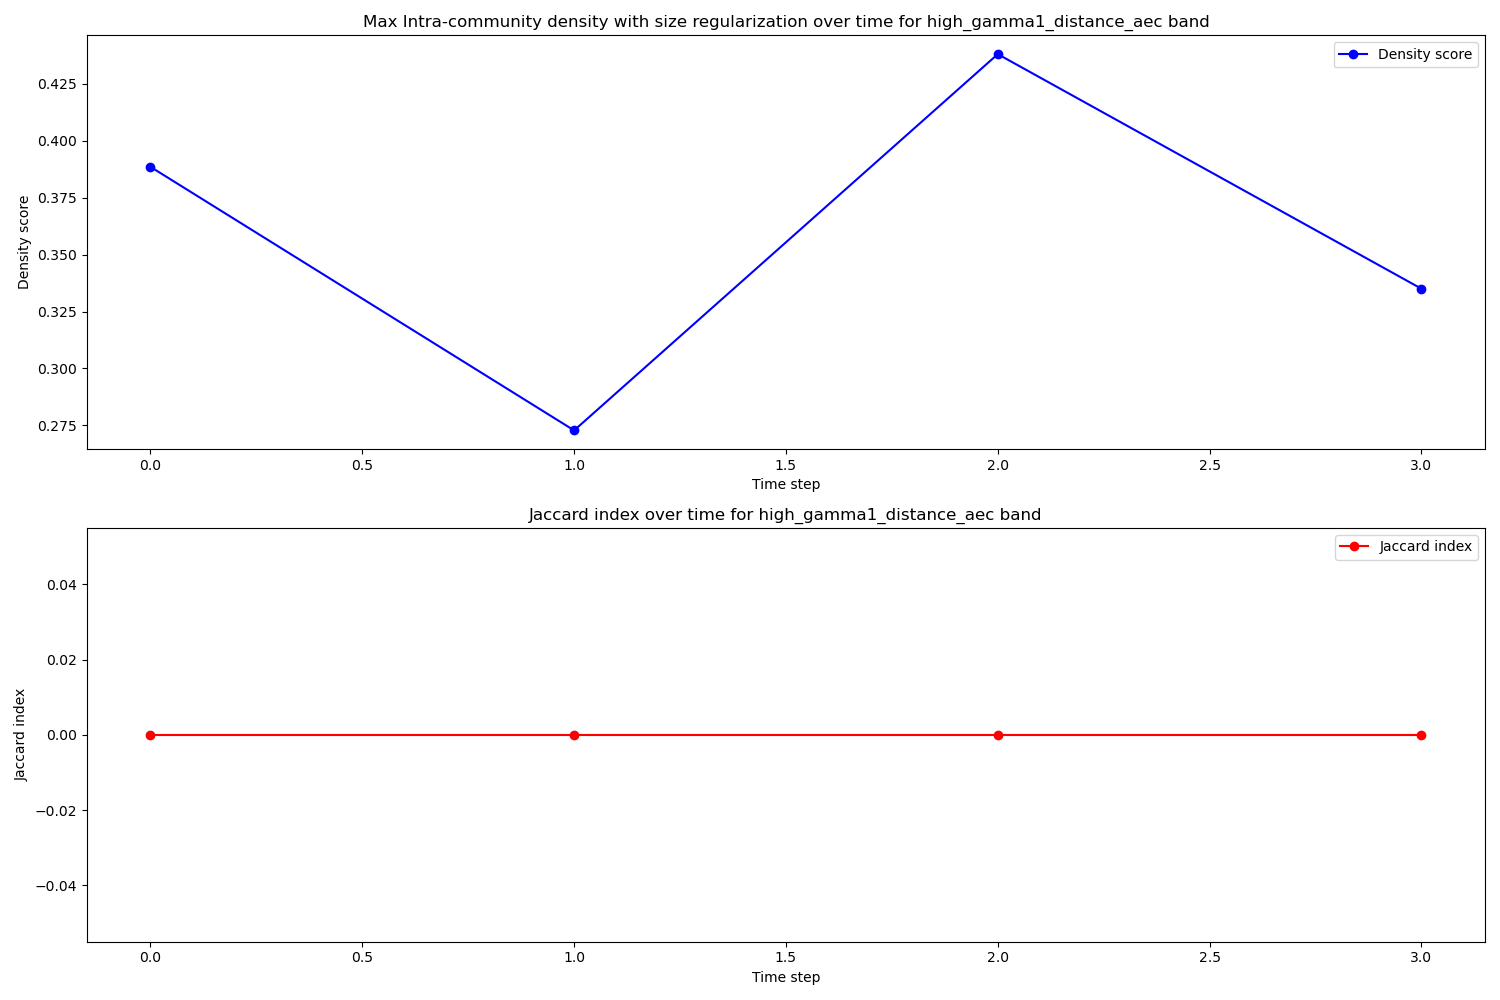 Max Intra-community density with size regularization over time for high_gamma1_distance_aec band
Density score
0.425
0.400
0.375
0.350
0.325
0.300
0.275
Density score
0.0 0.5 1.0 1.5 2.0 2.5 3.0
Time step
Jaccard index over time for high_gamma1_distance_aec band
Jaccard index
0.04
0.02
0.00
−0.02
−0.04
Jaccard index
0.0 0.5 1.0 1.5 2.0 2.5 3.0
Time step